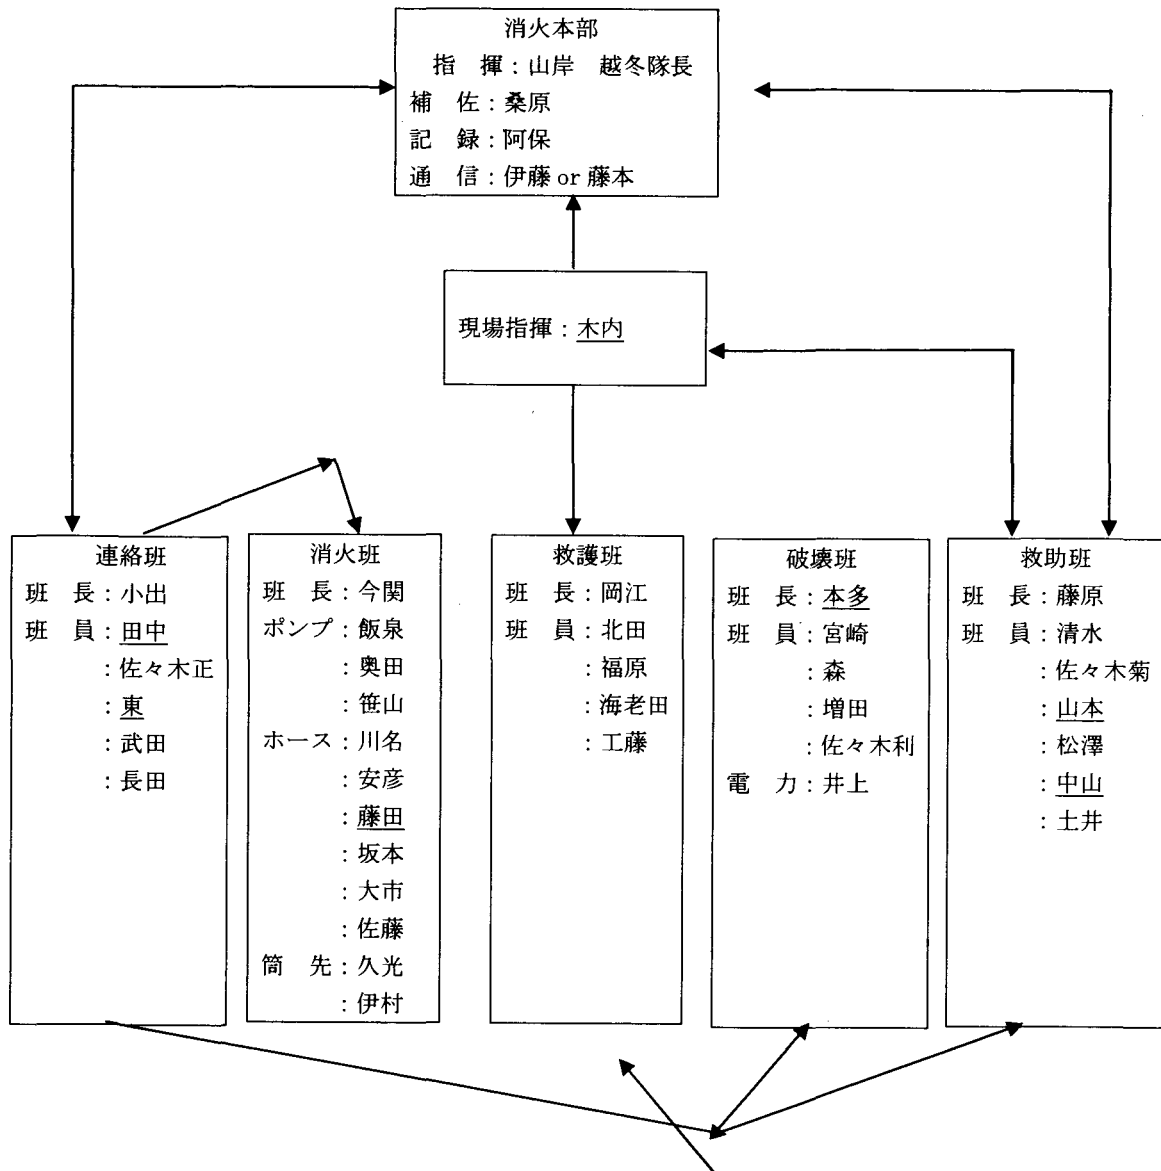 消火本部
指　揮：山岸　越冬隊長
補　佐：桑原
記　録：阿保
通　信：伊藤 or 藤本
現場指揮：木内
連絡班
班　長：小出
班　員：田中
：佐々木正
：東
：武田
：長田
消火班
班　長：今関
ポンプ：飯泉
：奥田
：笹山
ホース：川名
：安彦
：藤田
：坂本
：大市
：佐藤
筒　先：久光
：伊村
救護班
班　長：岡江
班　員：北田
：福原
：海老田
：工藤
破壊班
班　長：本多
班　員：宮崎
：森
：増田
：佐々木利
電　力：井上
救助班
班　長：藤原
班　員：清水
：佐々木菊
：山本
：松澤
：中山
：土井